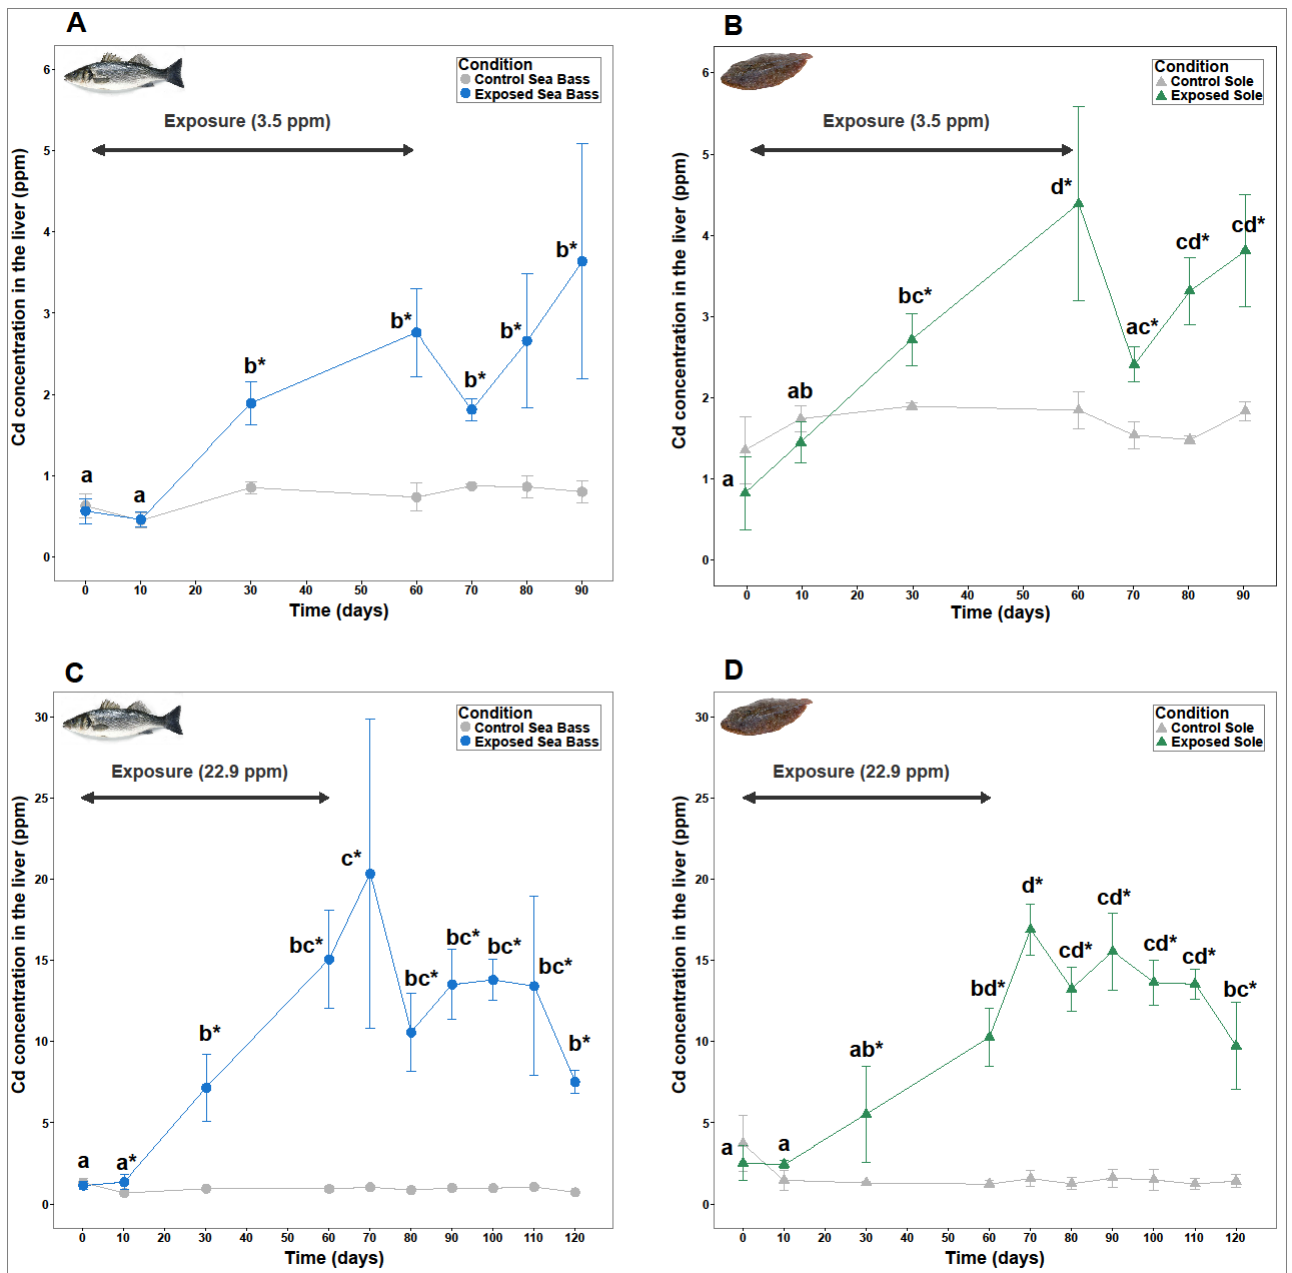 A
Condition
Control Sea Bass
Exposed Sea Bass
Exposure (3.5 ppm)
Cd concentration in the liver (ppm)
6
5
4
3
2
1
0
a
a
b*
b*
b*
b*
b*
0 10 20 30 40 50 60 70 80 90
Time (days)
B
Condition
Control Sole
Exposed Sole
Exposure (3.5 ppm)
Cd concentration in the liver (ppm)
6
5
4
3
2
1
0
a
ab
bc*
d*
ac*
cd*
cd*
0 10 20 30 40 50 60 70 80 90
Time (days)
C
Condition
Control Sea Bass
Exposed Sea Bass
Exposure (22.9 ppm)
Cd concentration in the liver (ppm)
30
25
20
15
10
5
0
a
a*
b*
bc*
c*
bc*
bc*
bc*
bc*
b*
0 10 20 30 40 50 60 70 80 90 100 110 120
Time (days)
D
Condition
Control Sole
Exposed Sole
Exposure (22.9 ppm)
Cd concentration in the liver (ppm)
30
25
20
15
10
5
0
a
a
ab*
bd*
d*
cd*
cd*
cd*
cd*
bc*
0 10 20 30 40 50 60 70 80 90 100 110 120
Time (days)